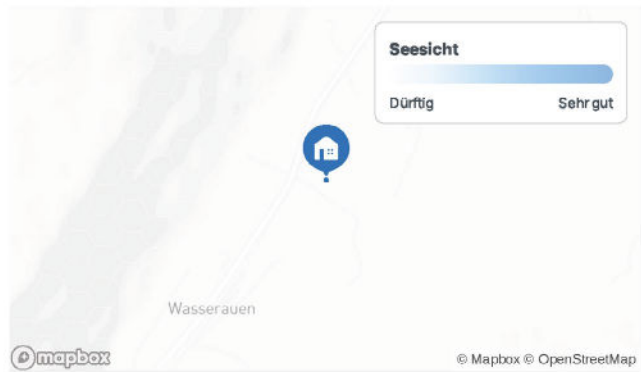 Seesicht
Dürftig
Sehr gut
Wasserauen
mapbox
© Mapbox © OpenStreetMap